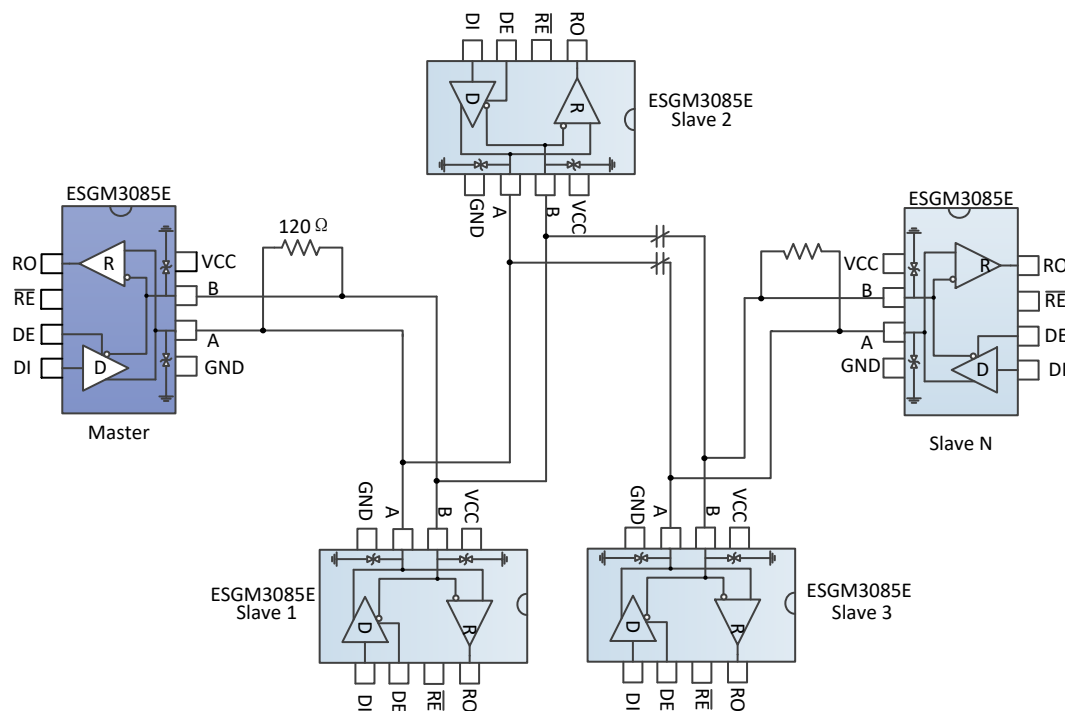 DI DE RE RO
ESGM3085E
Slave 2
D
R
GND A B VCC
ESGM3085E
120 Ω
RO
RE
DE
DI
R
D
VCC
B
A
GND
Master
ESGM3085E
VCC
B
A
GND
R
D
RO
RE
DE
DI
Slave N
GND A B VCC
ESGM3085E
Slave 1
D
R
DI DE RE RO
GND A B VCC
ESGM3085E
Slave 3
D
R
DI DE RE RO